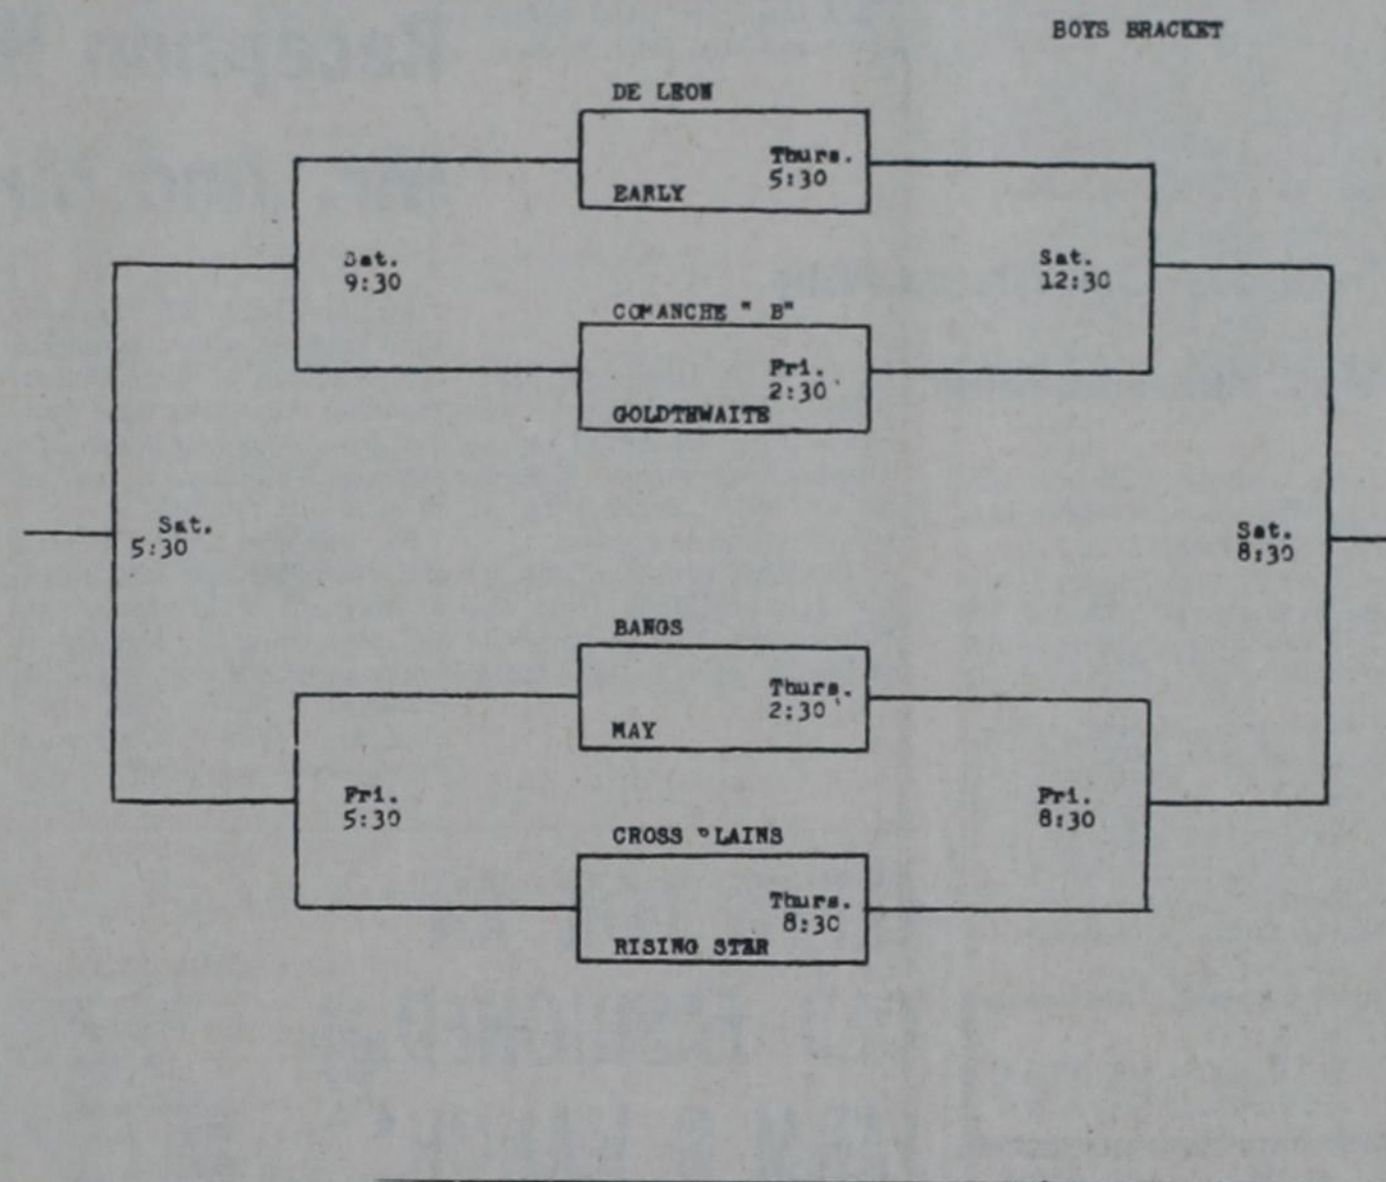 BOYS BRACKET
DE LEON
Thurs.
5:30
EARLY
Sat.
9:30
Sat.
12:30
COMANCHE " B"
Fri.
2:30
GOLDTHWAITE
Sat.
5:30
Sat.
8:30
BANGS
Thurs.
2:30
MAY
Fri.
5:30
Fri.
8:30
CROSS PLAINS
Thurs.
8:30
RISING STAR